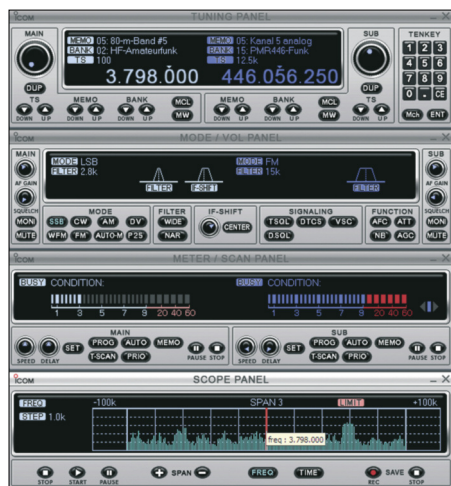 ICOM TUNING PANEL
MAIN
SUB
TENKEY
MEMO 05: 80-m-Band #5
BANK 02: HF-Amateurfunk
TS 100
3.798.000
MEMO 05: Kanal 5 analog
BANK 15: PMR446-Funk
TS 12.5k
446.056.250
1 2 3
4 5 6
7 8 9
0 . CE
DUP
DUP
MCh ENT
TS MEMO BANK MCL
DOWN UP DOWN UP DOWN UP MW
MEMO BANK MCL TS
DOWN UP DOWN UP MW DOWN UP
ICOM MODE / VOL PANEL
MAIN
SUB
MODE LSB
FILTER 2.8k
FILTER IF-SHIFT
MODE FM
FILTER 15k
FILTER
AF GAIN
SQUELCH
MONI
MUTE
MODE FILTER IF-SHIFT SIGNALING FUNCTION
SSB CW AM DV WDE CENTER TSQL DTCS VSC AFC ATT
WFM FM AUTO-M P25 NAR D.SQL NB AGC
AF GAIN
SQUELCH
MONI
MUTE
ICOM METER / SCAN PANEL
BUSY CONDITION:
1 3 5 7 9 20 40 60
BUSY CONDITION:
1 3 5 7 9 20 40 60
MAIN
SPEED DELAY SET PROG AUTO MEMO PAUSE STOP
T-SCAN PRIO
SUB
SPEED DELAY SET PROG AUTO MEMO PAUSE STOP
T-SCAN PRIO
ICOM SCOPE PANEL
FREQ
STEP 1.0k
-100k SPAN 3 LIMIT +100k
freq : 3.798.000
STOP START PAUSE SPAN FREQ TIME REC SAVE STOP